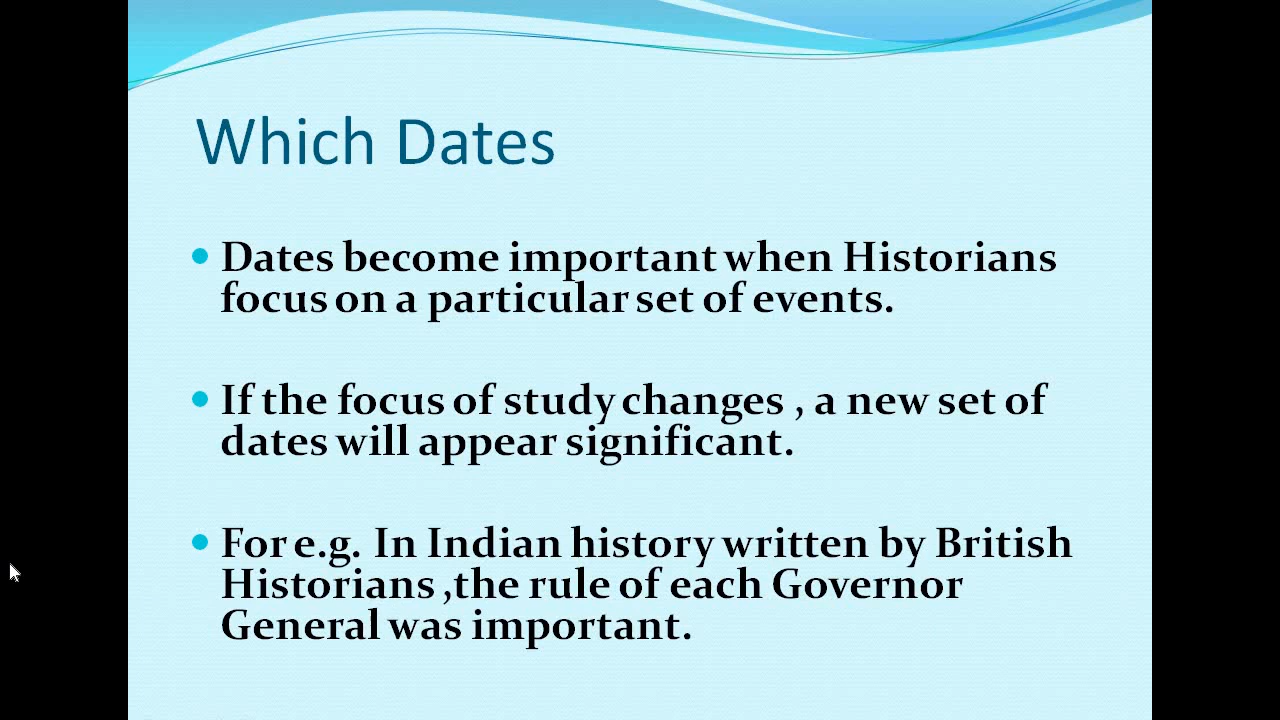 Which Dates
Dates become important when Historians
focus on a particular set of events.
If the focus of study changes , a new set of
dates will appear significant.
For e.g. In Indian history written by British
Historians ,the rule of each Governor
General was important.